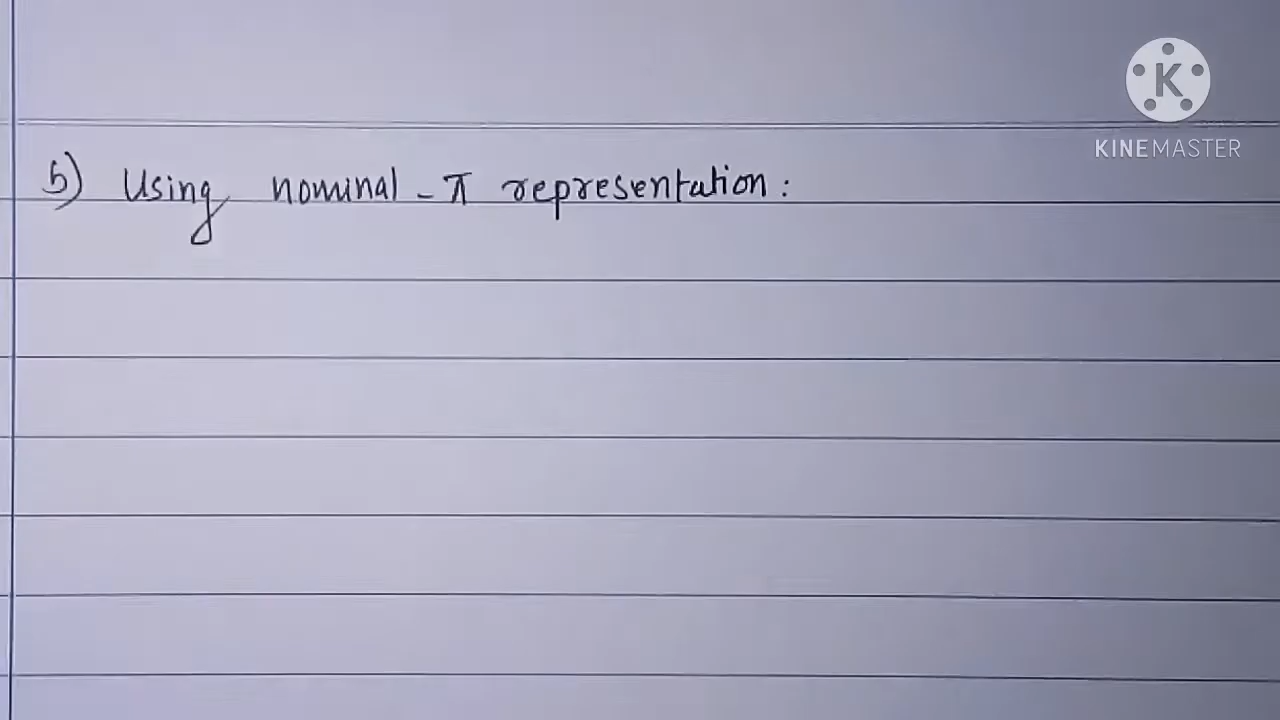 K
KINEMASTER
5) Using nominal - π representation: